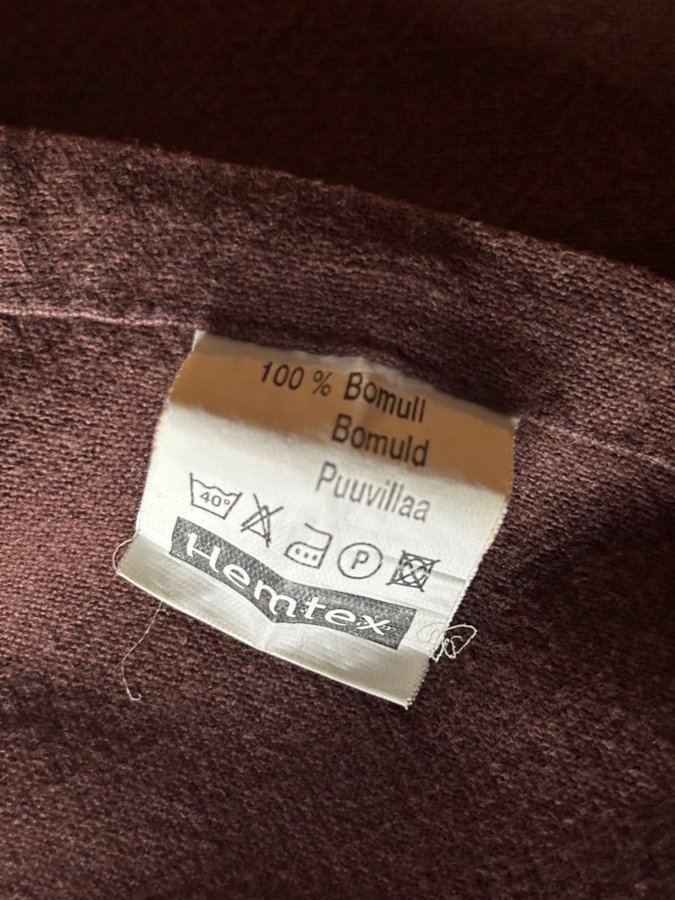 100 % Bomull
Bomuld
Puuvillaa
40° P
Hemtex